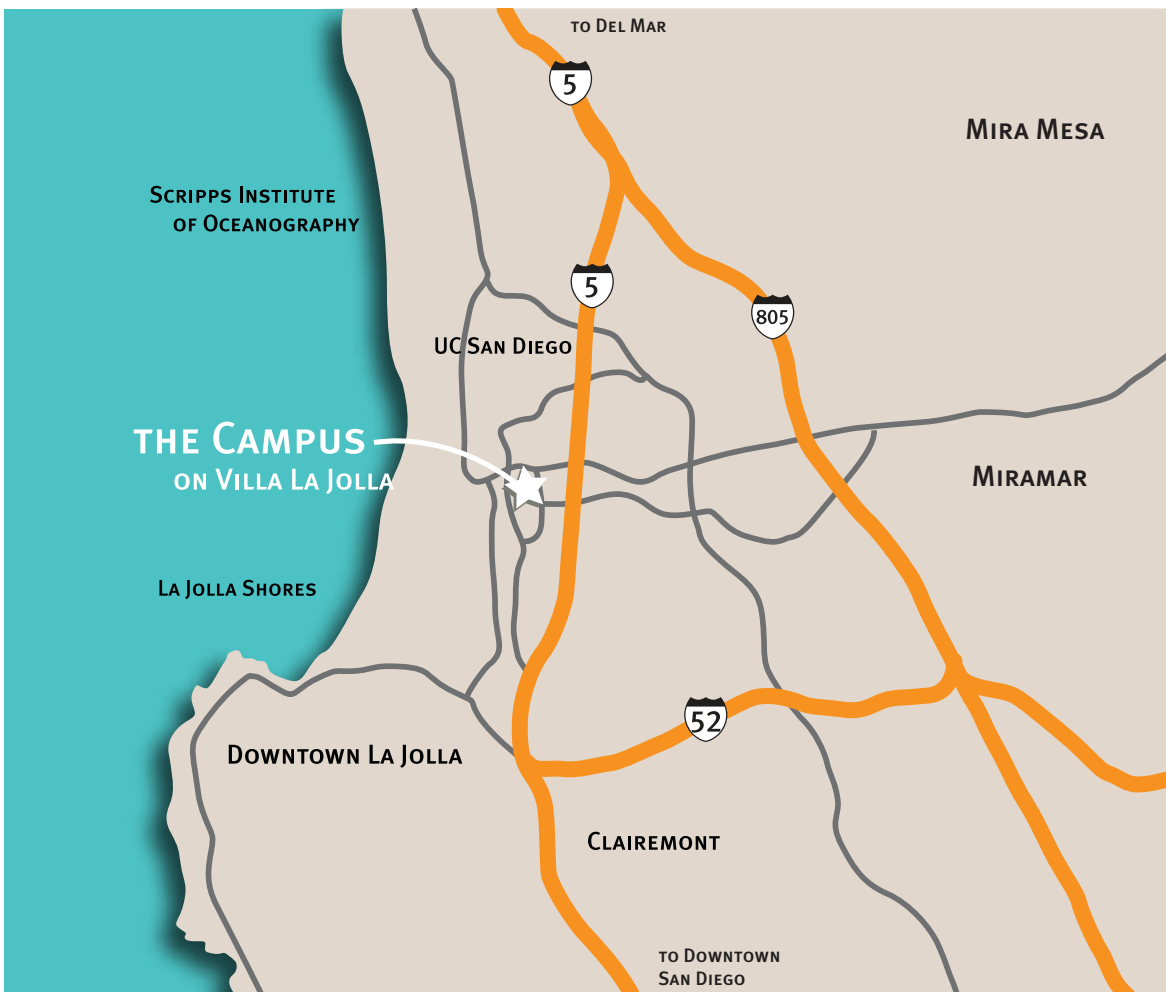 TO DEL MAR
5
MIRA MESA
SCRIPPS INSTITUTE
OF OCEANOGRAPHY
5
805
UC SAN DIEGO
THE CAMPUS
ON VILLA LA JOLLA
MIRAMAR
LA JOLLA SHORES
52
DOWNTOWN LA JOLLA
CLAIREMONT
TO DOWNTOWN
SAN DIEGO